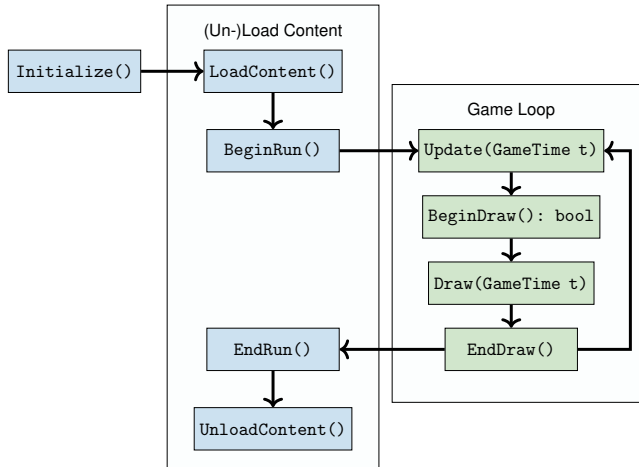 (Un-)Load Content
Initialize()
LoadContent()
BeginRun()
Game Loop
Update(GameTime t)
BeginDraw(): bool
Draw(GameTime t)
EndDraw()
EndRun()
UnloadContent()